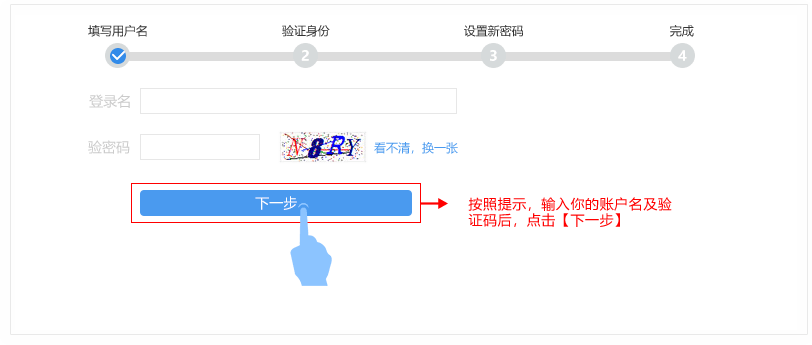 填写用户名
验证身份
设置新密码
完成
2
3
4
登录名
验密码
N8RY
看不清，换一张
下一步
按照提示，输入你的账户名及验
证码后，点击【下一步】